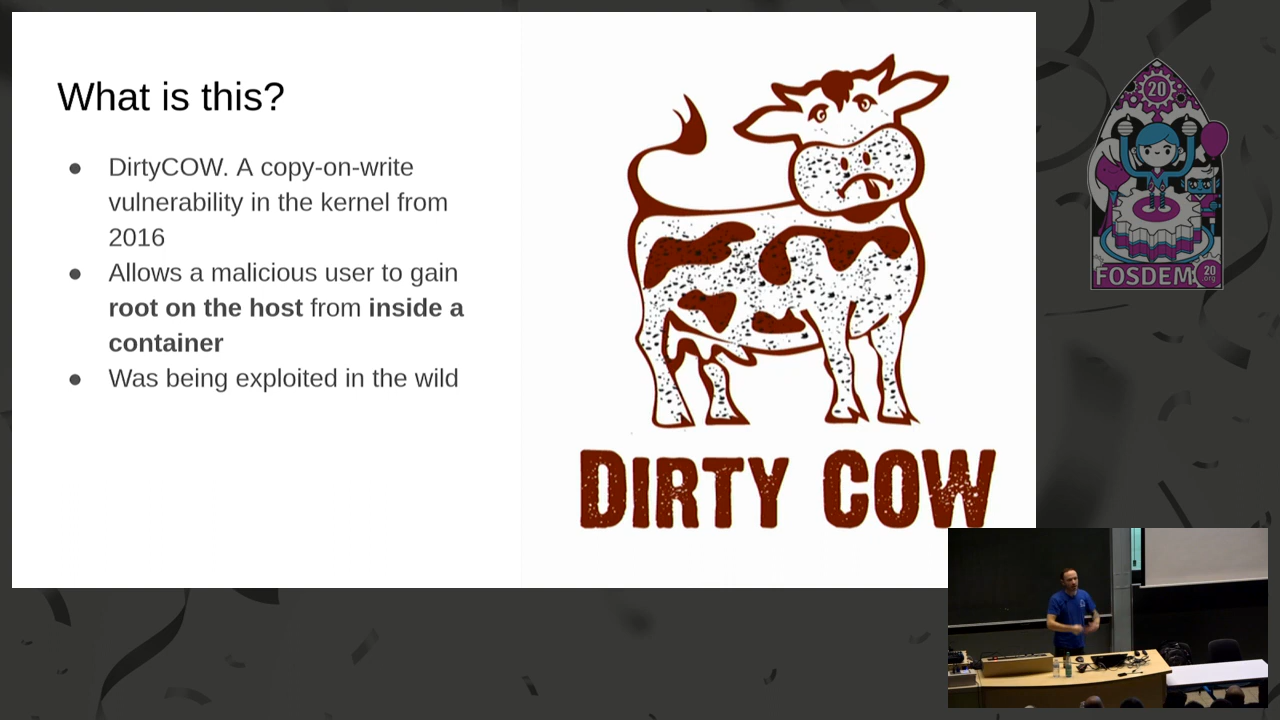 What is this?
● DirtyCOW. A copy-on-write
vulnerability in the kernel from
2016
● Allows a malicious user to gain
root on the host from inside a
container
● Was being exploited in the wild
DIRTY COW
20
FOSDEM
20
.org